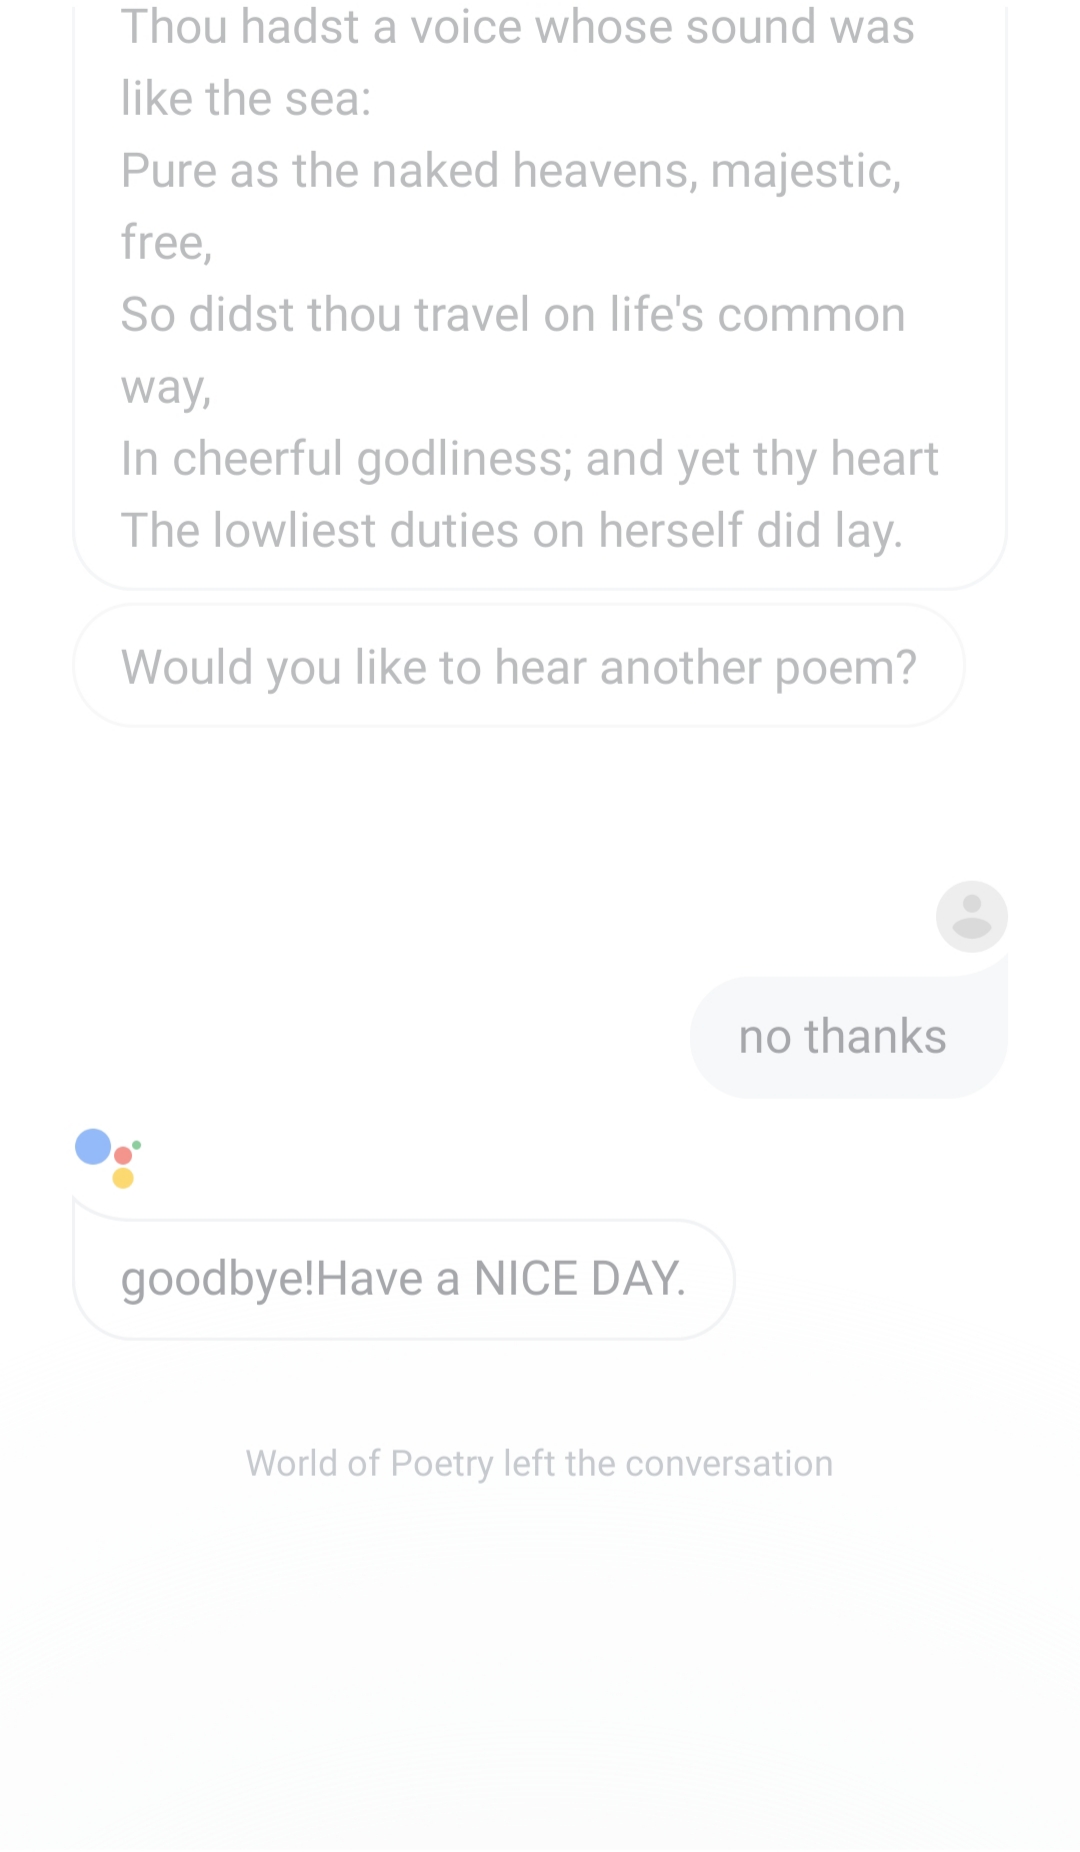 Thou hadst a voice whose sound was
like the sea:
Pure as the naked heavens, majestic,
free,
So didst thou travel on life's common
way,
In cheerful godliness; and yet thy heart
The lowliest duties on herself did lay.
Would you like to hear another poem?
no thanks
goodbye!Have a NICE DAY.
World of Poetry left the conversation